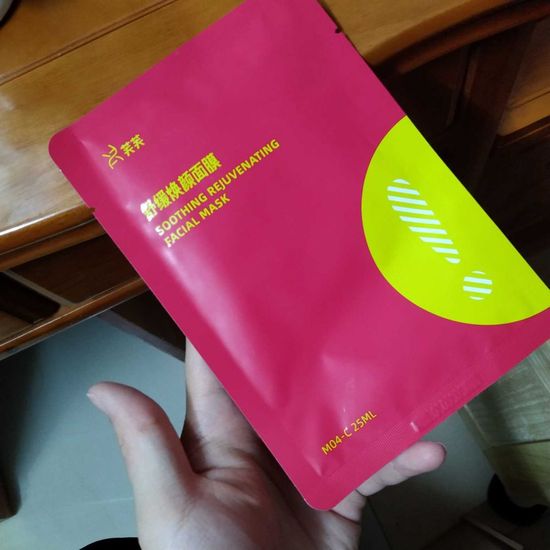 芙芙
舒缓焕颜面膜
SOOTHING REJUVENATING
FACIAL MASK
M04-C 25ML